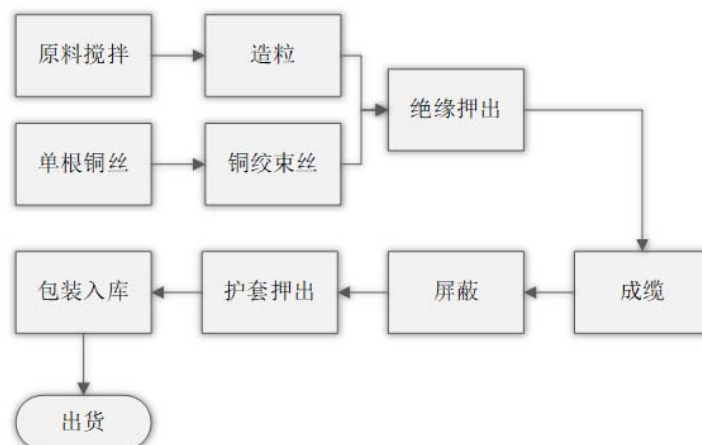 原料搅拌
造粒
绝缘押出
单根铜丝
铜绞束丝
包装入库
护套押出
屏蔽
成缆
出货